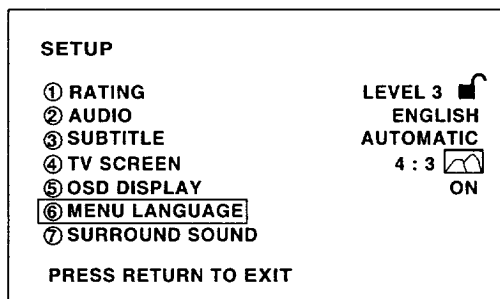 SETUP
① RATING LEVEL 3
② AUDIO ENGLISH
③ SUBTITLE AUTOMATIC
④ TV SCREEN 4 : 3
⑤ OSD DISPLAY ON
⑥ MENU LANGUAGE
⑦ SURROUND SOUND
PRESS RETURN TO EXIT